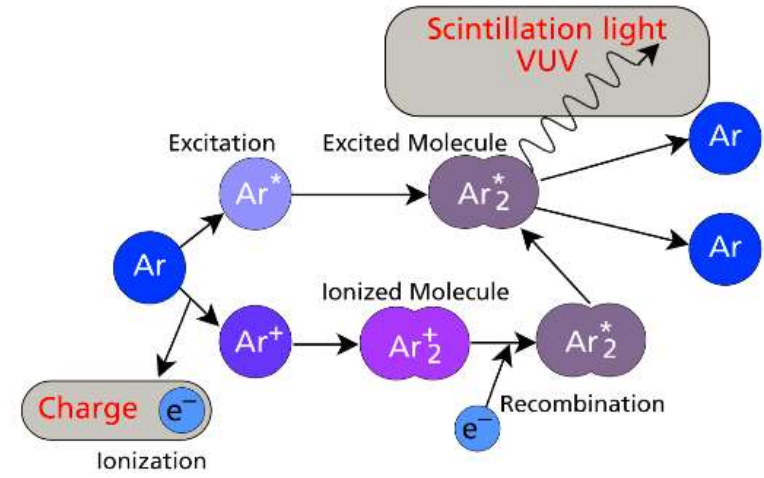 Scintillation light
VUV
Excitation
Excited Molecule
Ar
Ar*
Ar₂*
Ar
Ar
Ionized Molecule
Ar⁺
Ar₂⁺
Ar₂*
Charge
e⁻
e⁻
Recombination
Ionization